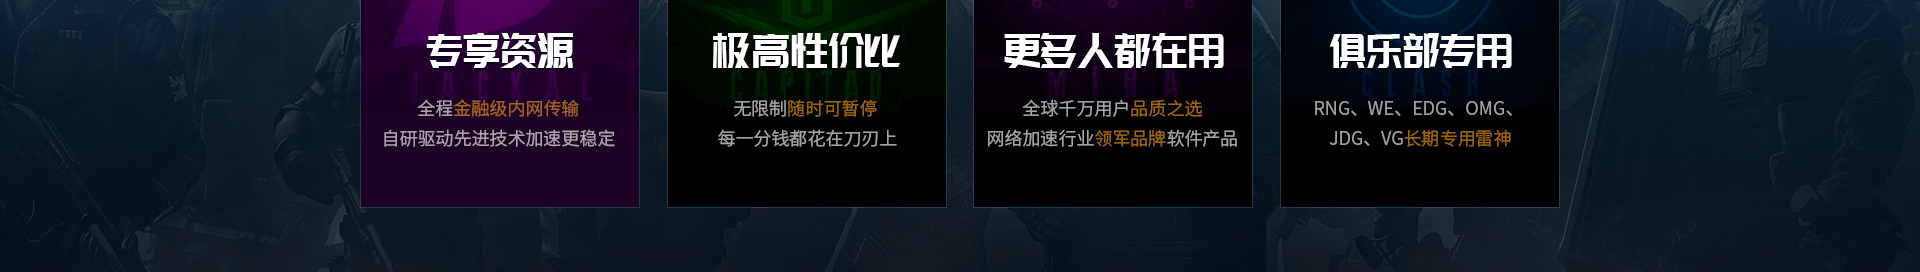 专享资源
JACKAL
全程金融级内网传输
自研驱动先进技术加速更稳定
极高性价比
CAPITAO
无限制随时可暂停
每一分钱都花在刀刃上
更多人都在用
MIRA
全球千万用户品质之选
网络加速行业领军品牌软件产品
俱乐部专用
CLASH
RNG、WE、EDG、OMG、
JDG、VG长期专用雷神